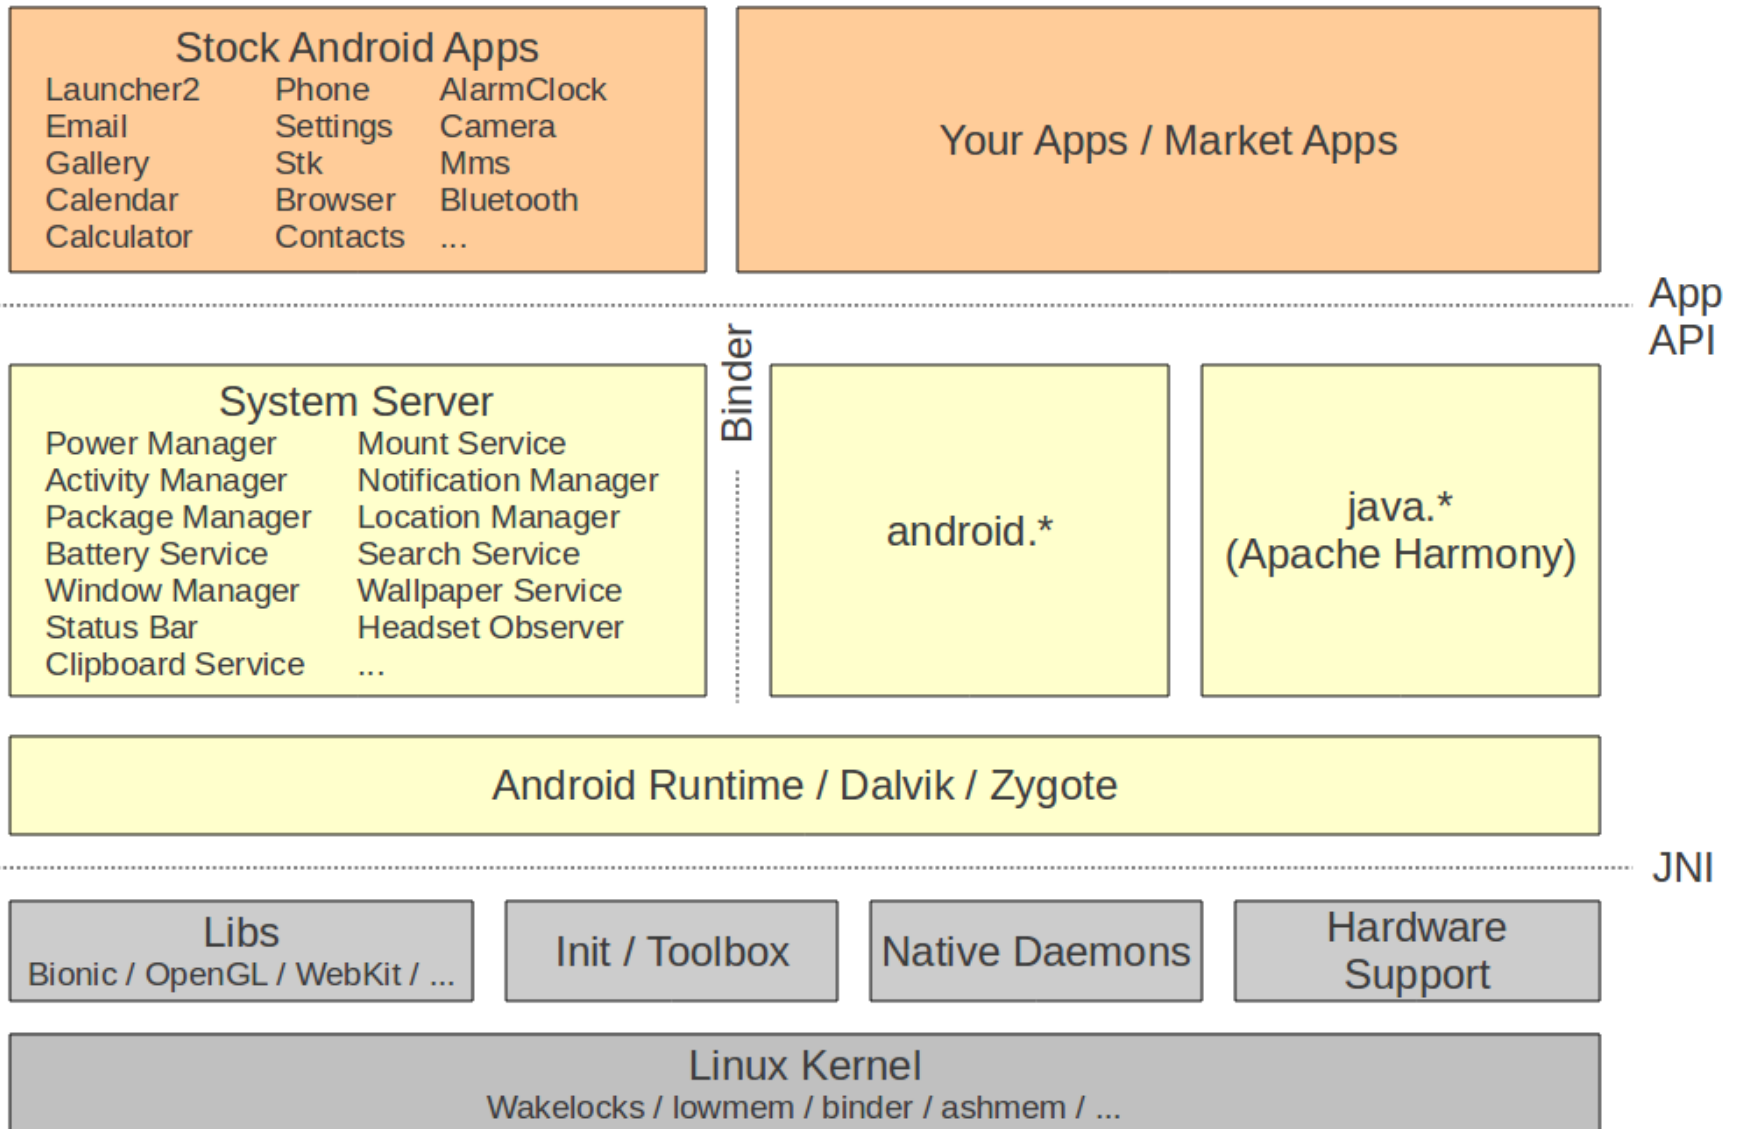 Stock Android Apps
Launcher2 Phone AlarmClock
Email Settings Camera
Gallery Stk Mms
Calendar Browser Bluetooth
Calculator Contacts ...
Your Apps / Market Apps
App
API
System Server
Power Manager Mount Service
Activity Manager Notification Manager
Package Manager Location Manager
Battery Service Search Service
Window Manager Wallpaper Service
Status Bar Headset Observer
Clipboard Service ...
Binder
android.*
java.*
(Apache Harmony)
Android Runtime / Dalvik / Zygote
JNI
Libs
Bionic / OpenGL / WebKit / ...
Init / Toolbox
Native Daemons
Hardware
Support
Linux Kernel
Wakelocks / lowmem / binder / ashmem / ...